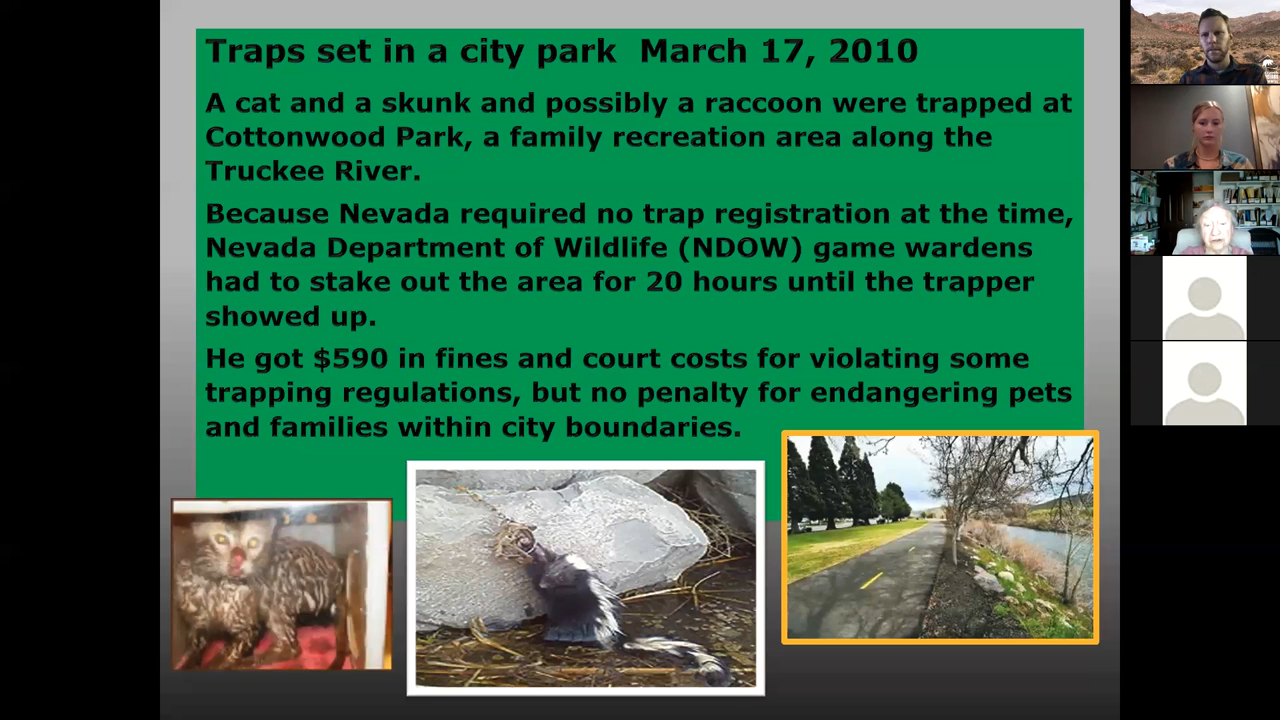 Traps set in a city park March 17, 2010
A cat and a skunk and possibly a raccoon were trapped at
Cottonwood Park, a family recreation area along the
Truckee River.
Because Nevada required no trap registration at the time,
Nevada Department of Wildlife (NDOW) game wardens
had to stake out the area for 20 hours until the trapper
showed up.
He got $590 in fines and court costs for violating some
trapping regulations, but no penalty for endangering pets
and families within city boundaries.